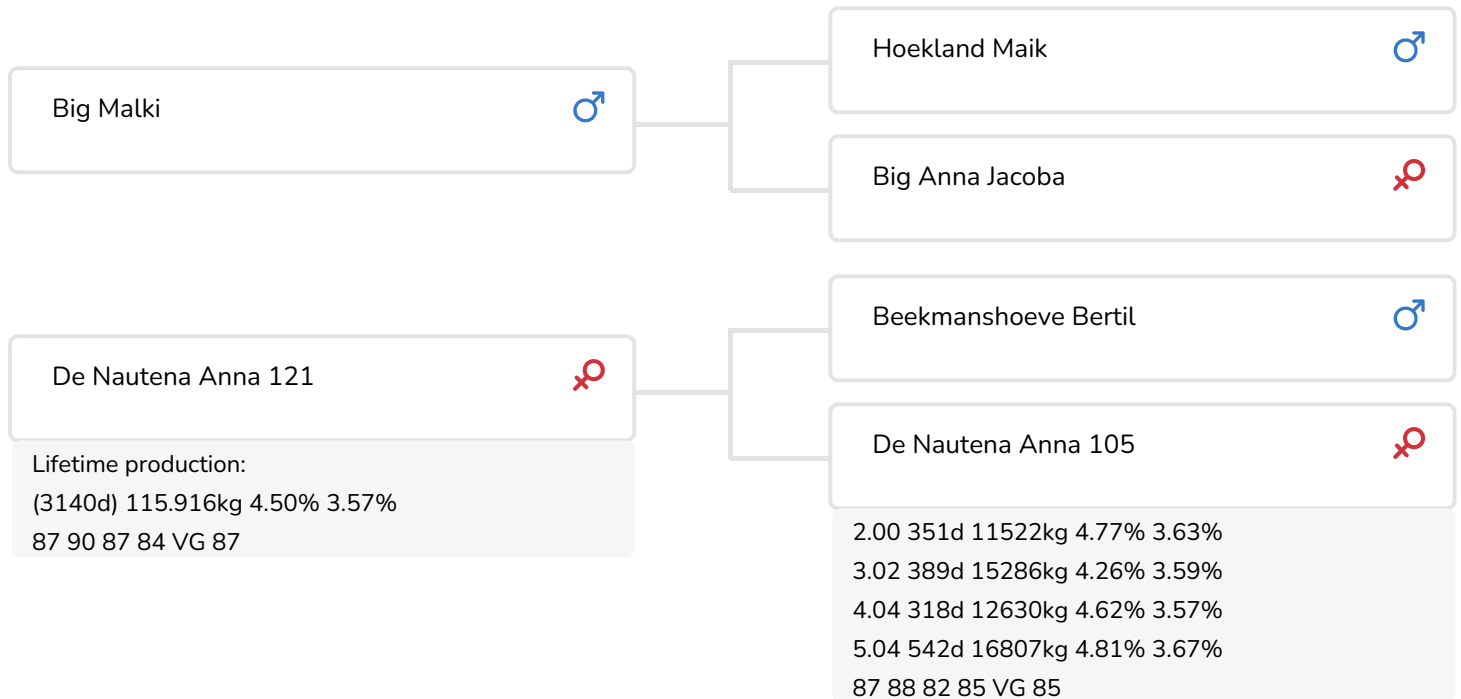 Big Malki
Hoekland Maik
Big Anna Jacoba
De Nautena Anna 121
Lifetime production:
(3140d) 115.916kg 4.50% 3.57%
87 90 87 84 VG 87
Beekmanshoeve Bertil
De Nautena Anna 105
2.00 351d 11522kg 4.77% 3.63%
3.02 389d 15286kg 4.26% 3.59%
4.04 318d 12630kg 4.62% 3.57%
5.04 542d 16807kg 4.81% 3.67%
87 88 82 85 VG 85